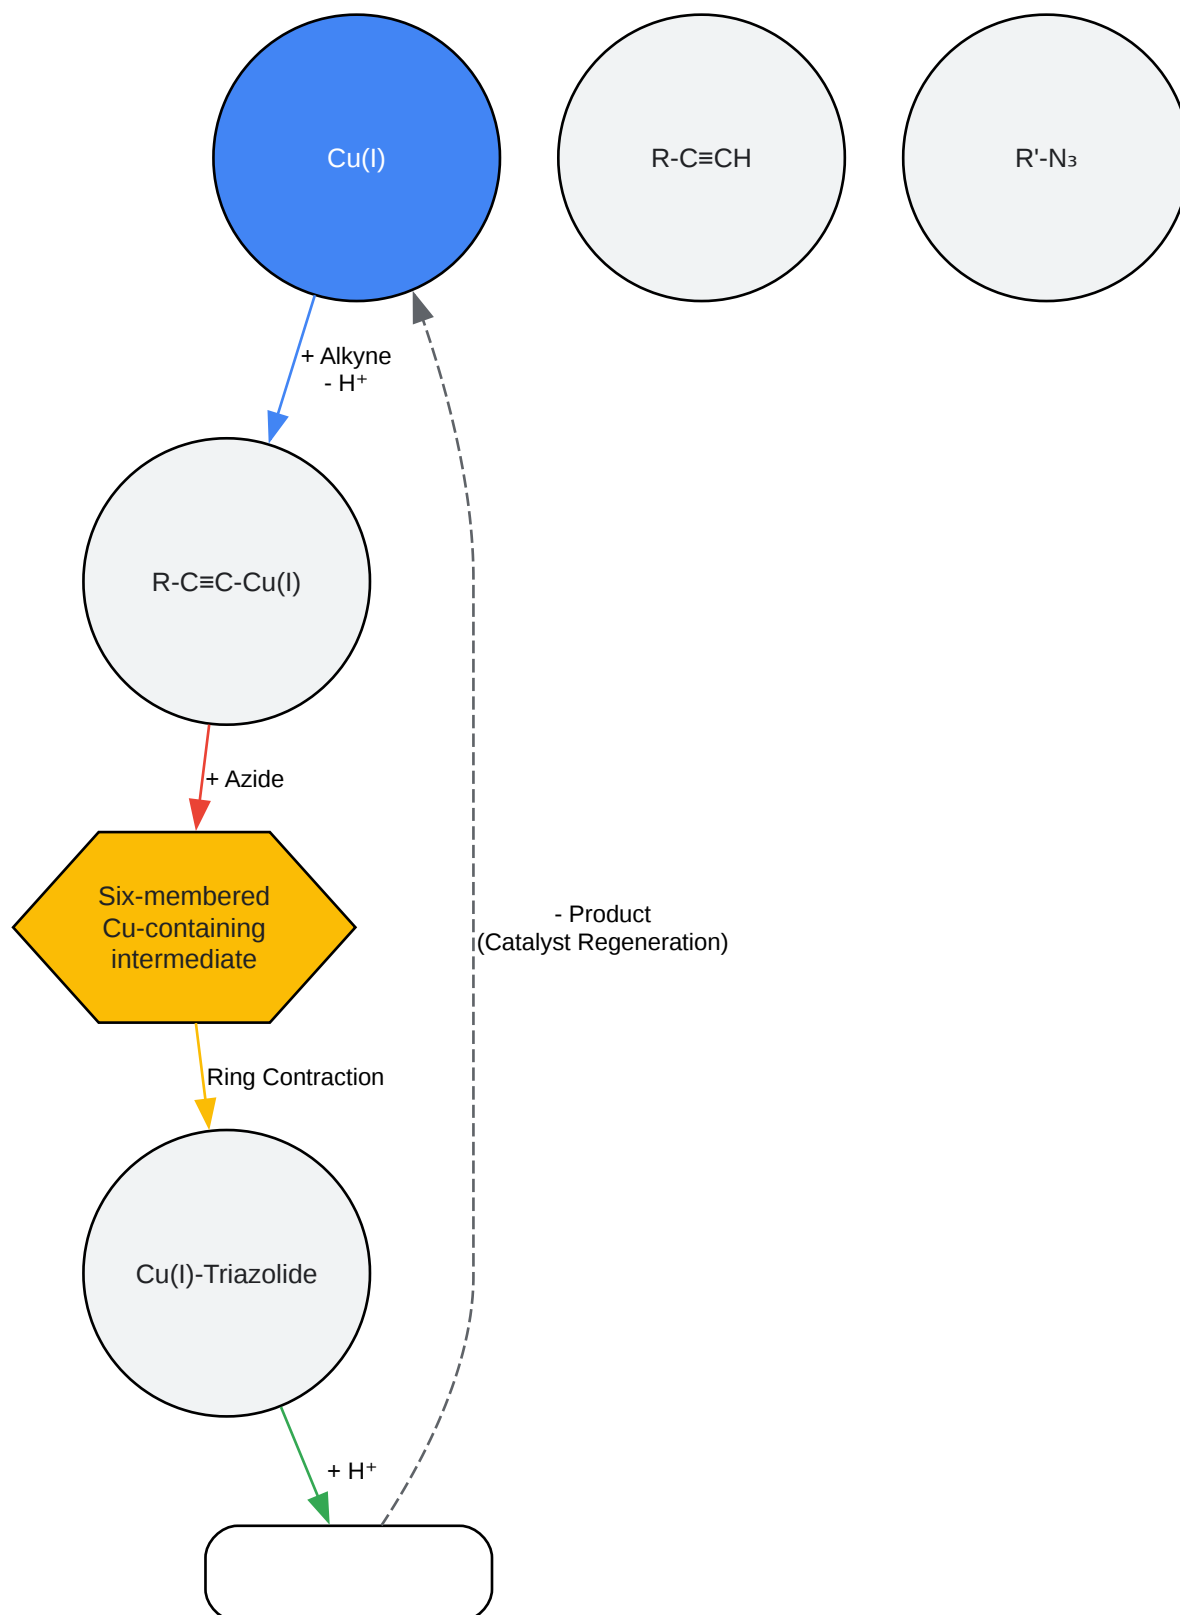 Cu(I)
R-C≡CH
R'-N₃
+ Alkyne
- H⁺
R-C≡C-Cu(I)
+ Azide
Six-membered
Cu-containing
intermediate
- Product
(Catalyst Regeneration)
Ring Contraction
Cu(I)-Triazolide
+ H⁺